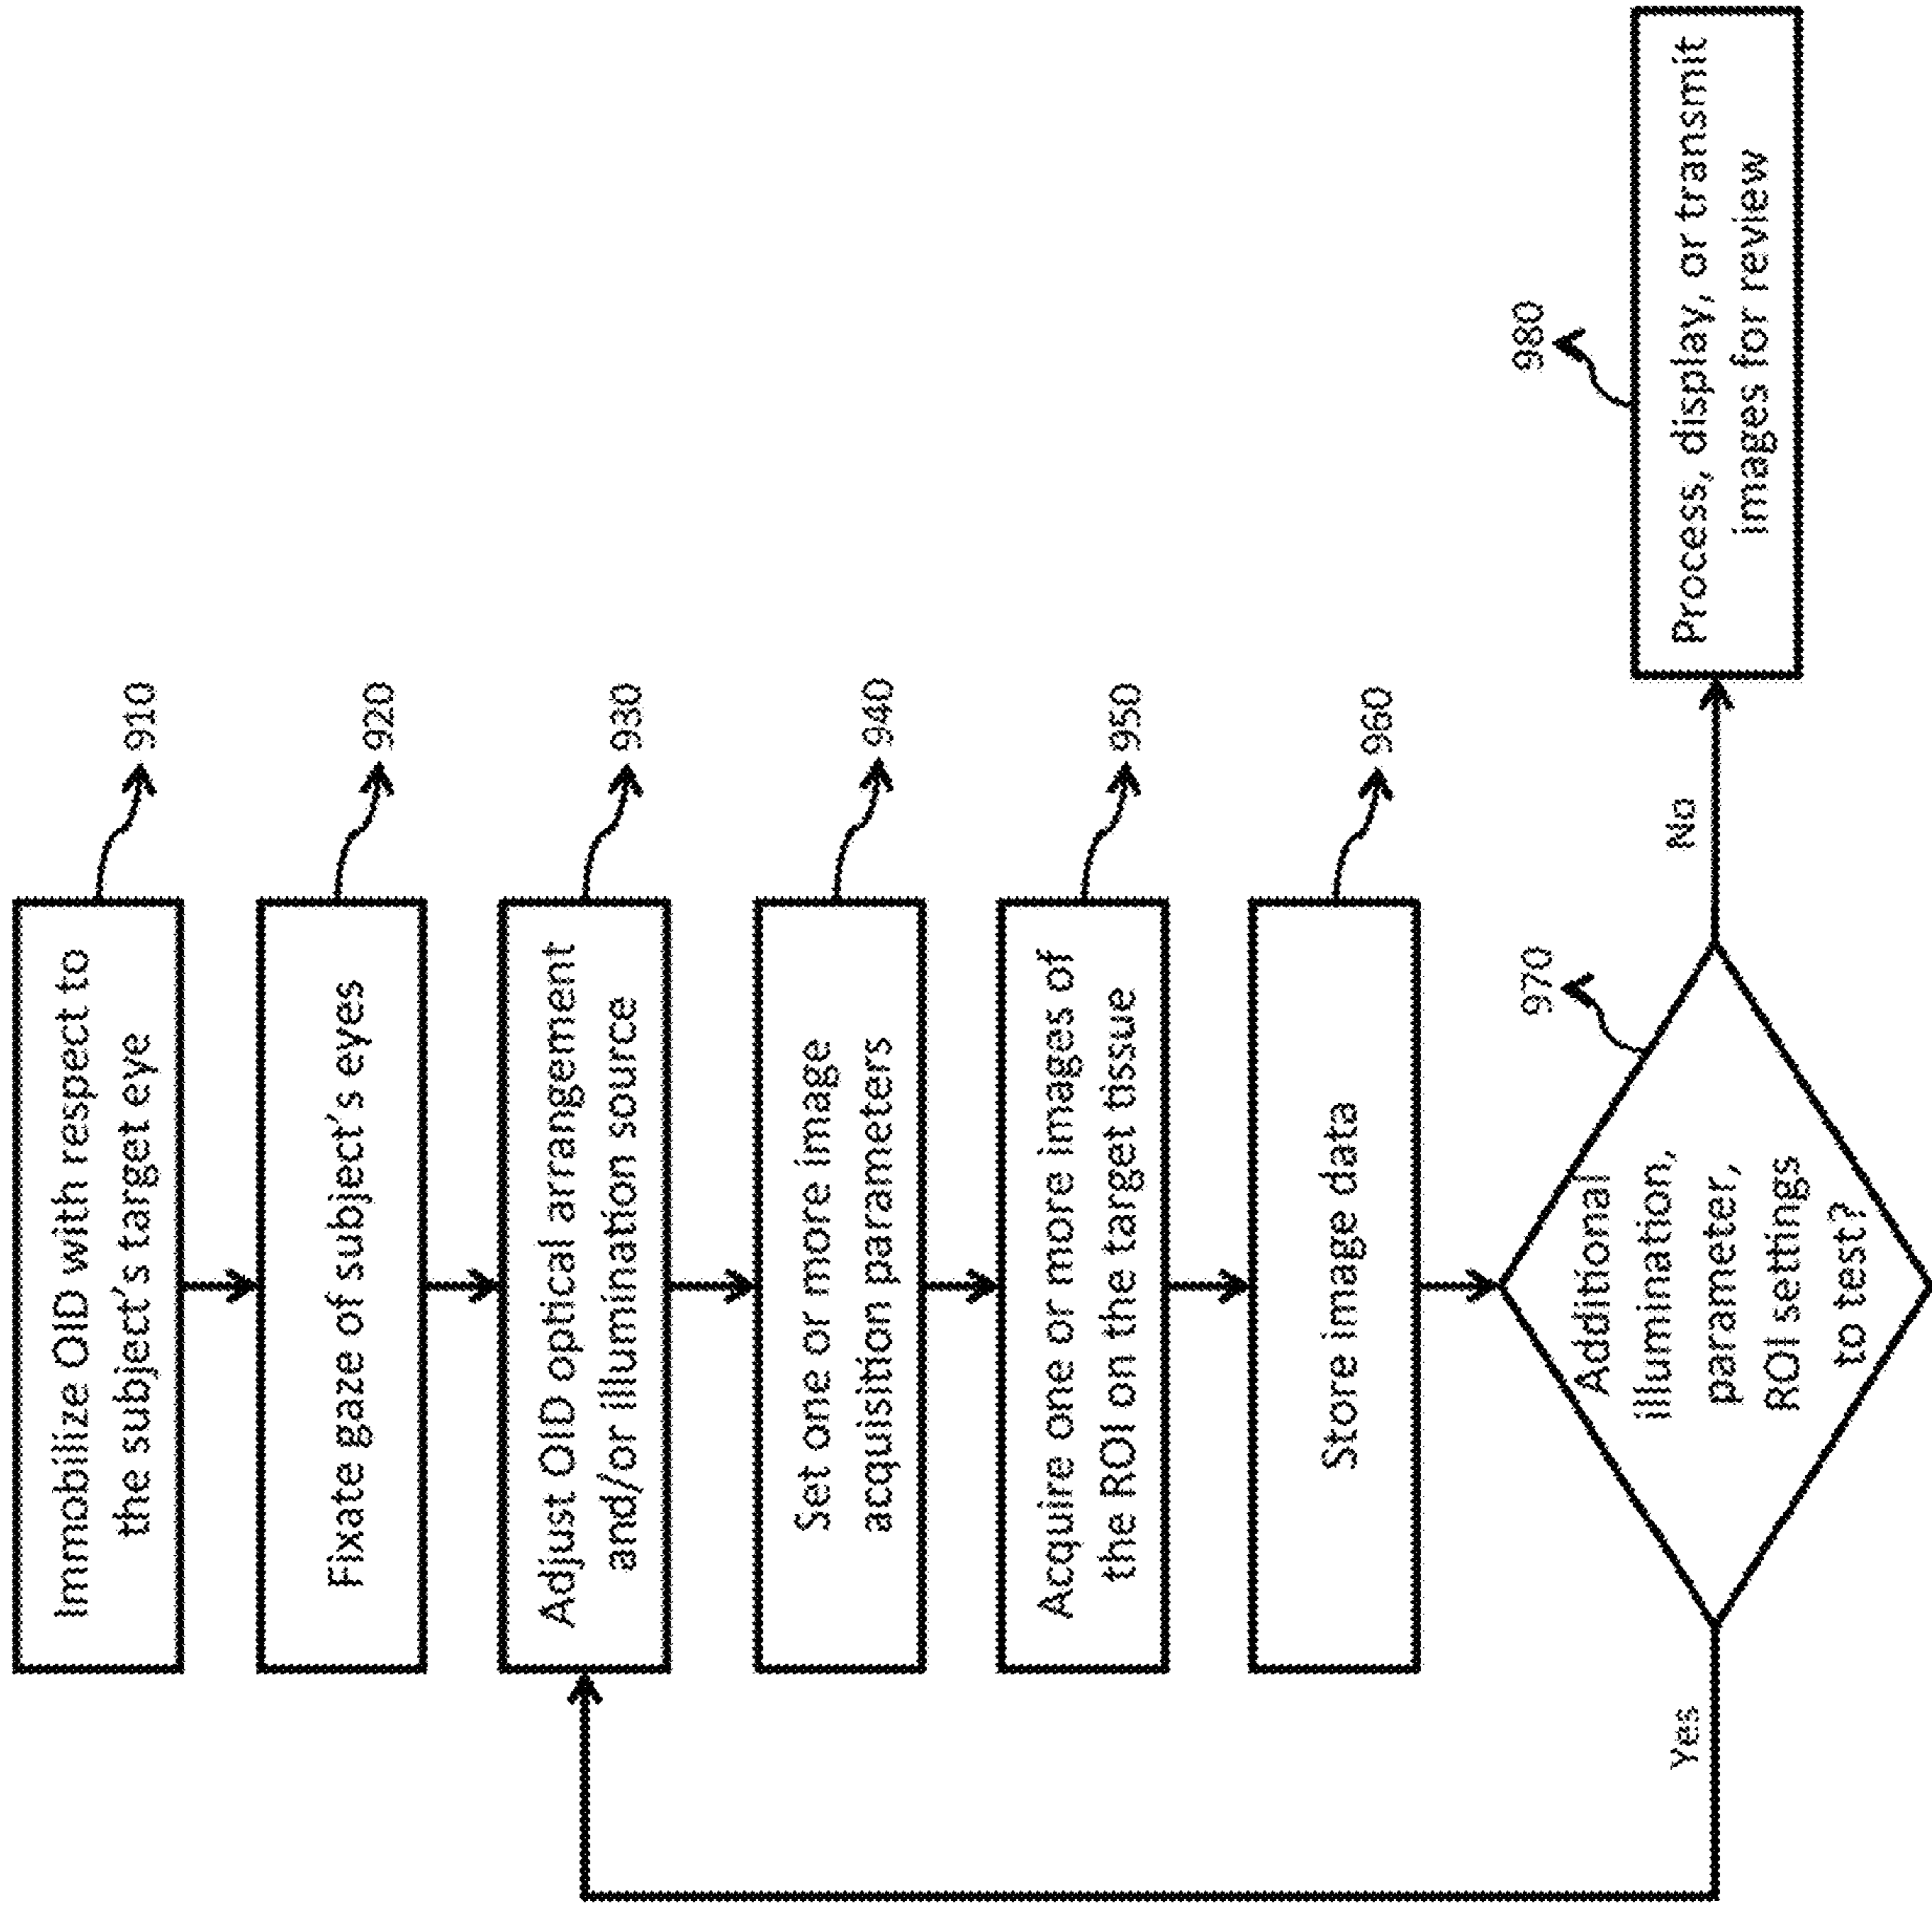 Immobilize OID with respect to
the subject's target eye
910
Fixate gaze of subject's eyes
920
Adjust OID optical arrangement
and/or illumination source
930
Set one or more image
acquisition parameters
940
Acquire one or more images of
the ROI on the target tissue
950
Store image data
960
Additional
illumination,
parameter,
ROI settings
to test?
970
Yes
No
Process, display, or transmit
images for review
980